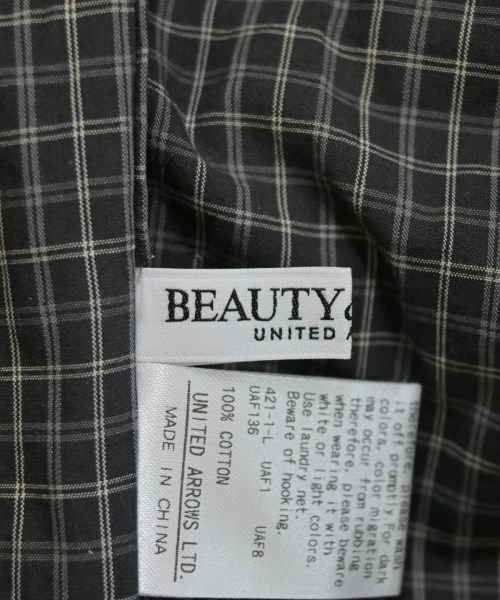 BEAUTY&
UNITED A
therefore, please wash
it off promptly.For dark
colors, color migration
may occur from rubbing
therefore, please beware
when wearing it with
white or light colors.
Use laundry net.
Beware of hooking.
421-1-L UAF1 UAF8
UAF136
100% COTTON
UNITED ARROWS LTD.
MADE IN CHINA